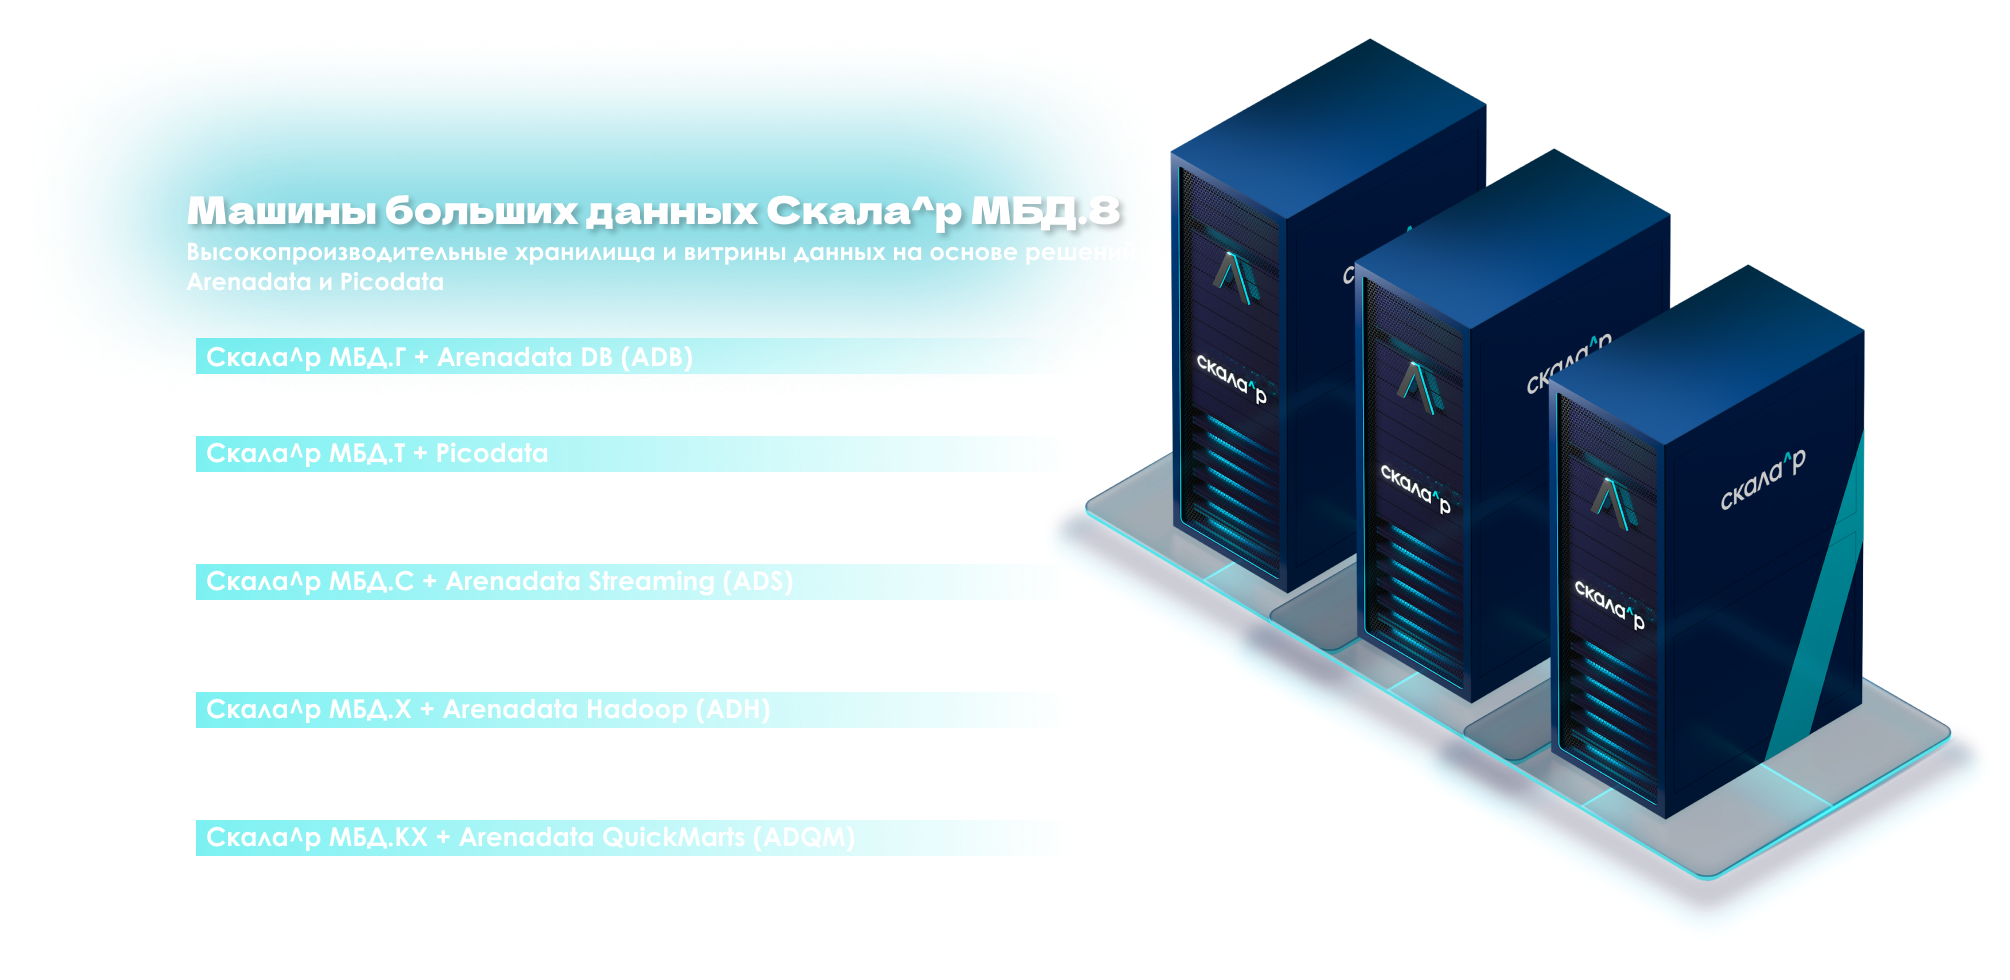 Машины больших данных Скала^р МБД.8
Высокопроизводительные хранилища и витрины данных на основе решений
Arenadata и Picodata
Скала^р МБД.Г + Arenadata DB (ADB)
Скала^р МБД.Т + Picodata
Скала^р МБД.С + Arenadata Streaming (ADS)
Скала^р МБД.Х + Arenadata Hadoop (ADH)
Скала^р МБД.КХ + Arenadata QuickMarts (ADQM)
скала^р
скала^р
скала^р
скала^р
скала^р